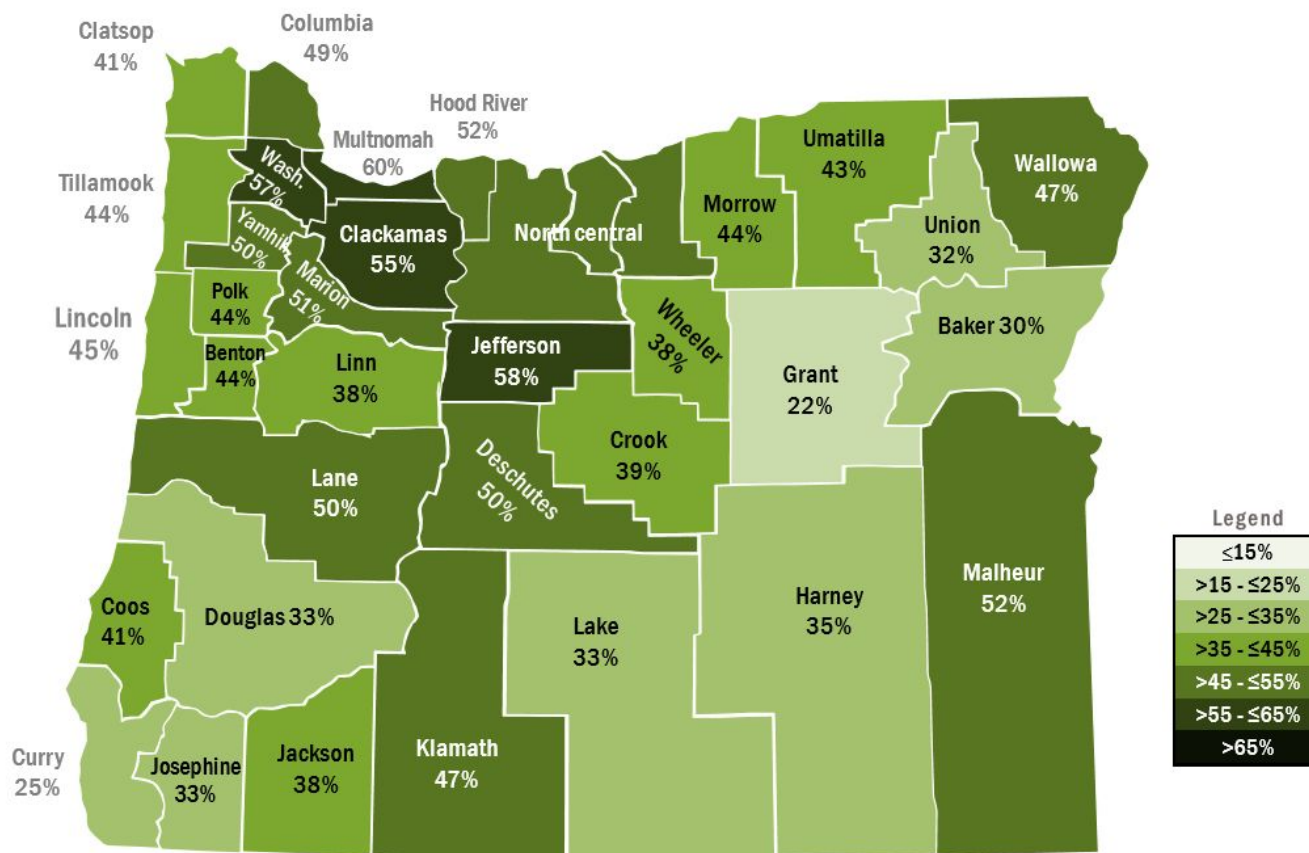 Clatsop
41%
Columbia
49%
Hood River
52%
Multnomah
60%
Tillamook
44%
Wash.
57%
Yamhill
50%
Clackamas
55%
Marion
51%
North central
Morrow
44%
Umatilla
43%
Union
32%
Wallowa
47%
Lincoln
45%
Polk
44%
Benton
44%
Linn
38%
Jefferson
58%
Wheeler
38%
Grant
22%
Baker 30%
Lane
50%
Deschutes
50%
Crook
39%
Coos
41%
Douglas 33%
Lake
33%
Harney
35%
Malheur
52%
Curry
25%
Josephine
33%
Jackson
38%
Klamath
47%
Legend
≤15%
>15 - ≤25%
>25 - ≤35%
>35 - ≤45%
>45 - ≤55%
>55 - ≤65%
>65%